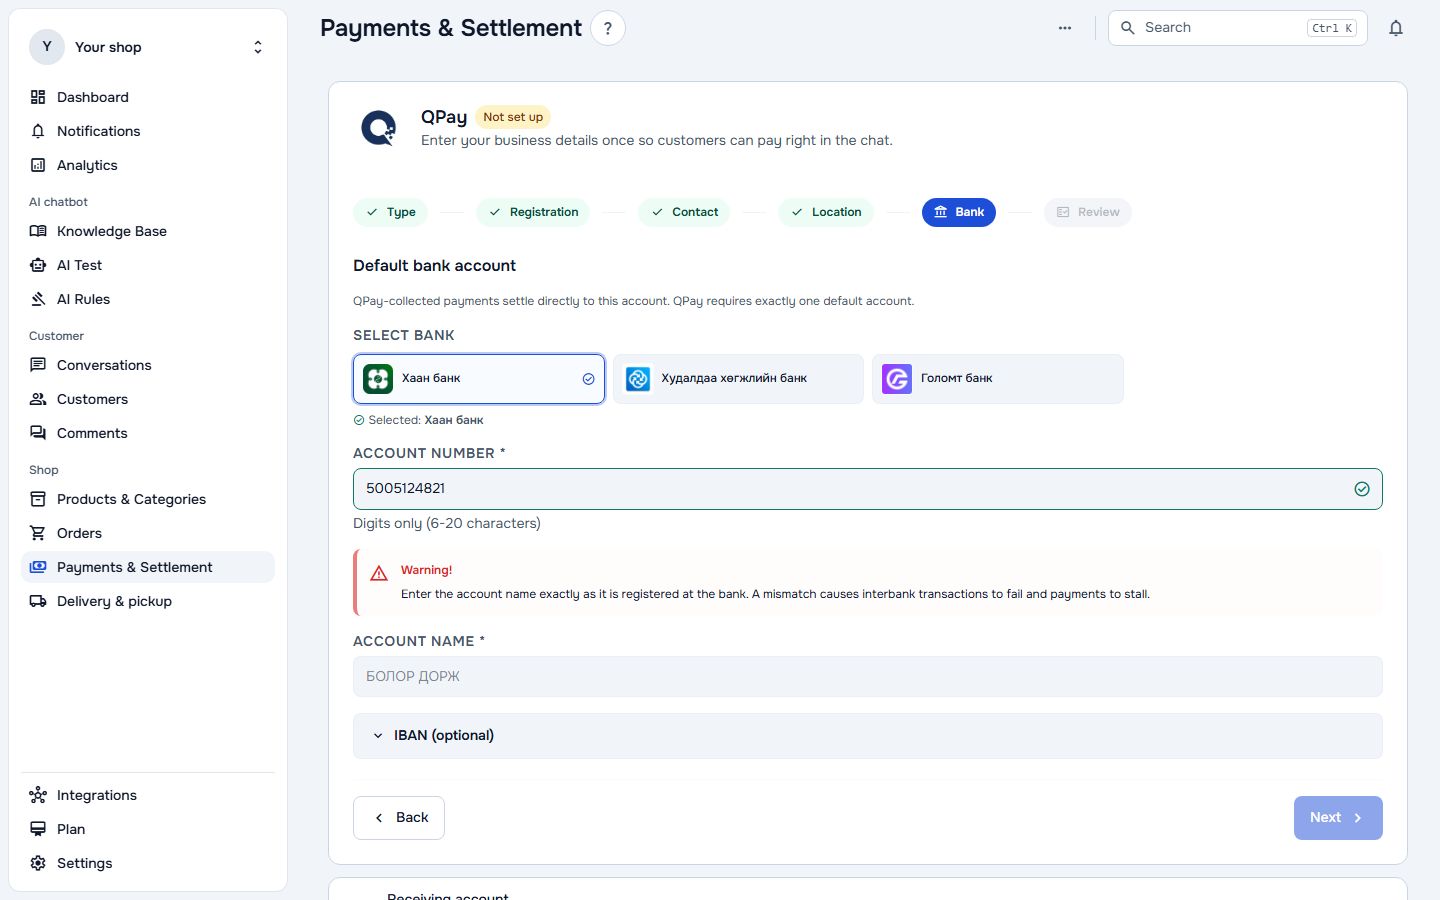 Y Your shop
Dashboard
Notifications
Analytics
AI chatbot
Knowledge Base
AI Test
AI Rules
Customer
Conversations
Customers
Comments
Shop
Products & Categories
Orders
Payments & Settlement
Delivery & pickup
Integrations
Plan
Settings
Payments & Settlement ?
Search Ctrl K
QPay Not set up
Enter your business details once so customers can pay right in the chat.
Type Registration Contact Location Bank Review
Default bank account
QPay-collected payments settle directly to this account. QPay requires exactly one default account.
SELECT BANK
Хаан банк Худалдаа хөгжлийн банк Голомт банк
Selected: Хаан банк
ACCOUNT NUMBER *
5005124821
Digits only (6-20 characters)
Warning!
Enter the account name exactly as it is registered at the bank. A mismatch causes interbank transactions to fail and payments to stall.
ACCOUNT NAME *
БОЛОР ДОРЖ
IBAN (optional)
Back Next
Receiving account